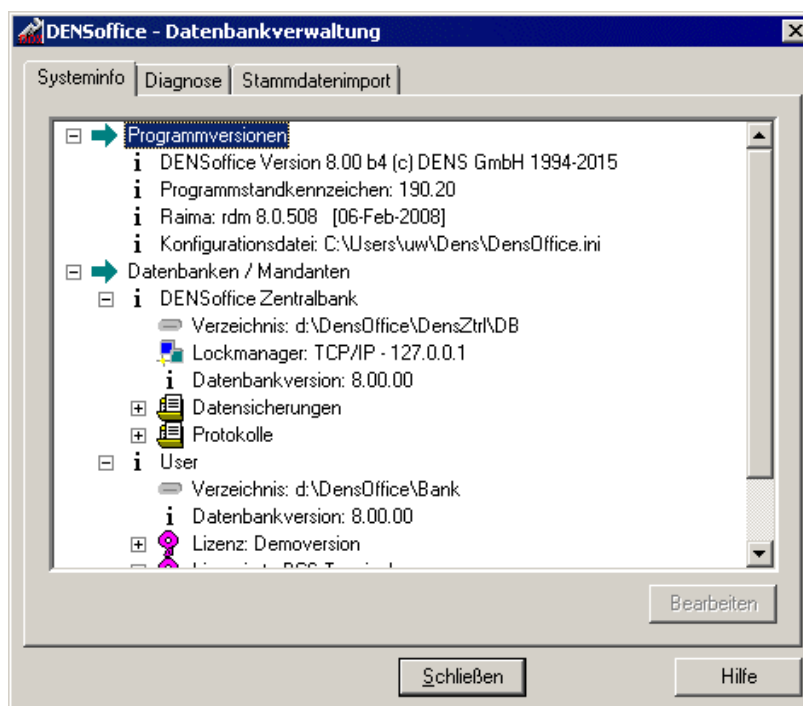 DENSoffice - Datenbankverwaltung
Systeminfo Diagnose Stammdatenimport
Programmversionen
DENSoffice Version 8.00 b4 (c) DENS GmbH 1994-2015
Programmstandkennzeichen: 190.20
Raima: rdm 8.0.508 [06-Feb-2008]
Konfigurationsdatei: C:\Users\uw\Dens\DensOffice.ini
Datenbanken / Mandanten
DENSoffice Zentralbank
Verzeichnis: d:\DensOffice\DensZtrl\DB
Lockmanager: TCP/IP - 127.0.0.1
Datenbankversion: 8.00.00
Datensicherungen
Protokolle
User
Verzeichnis: d:\DensOffice\Bank
Datenbankversion: 8.00.00
Lizenz: Demoversion
Bearbeiten
Schließen Hilfe